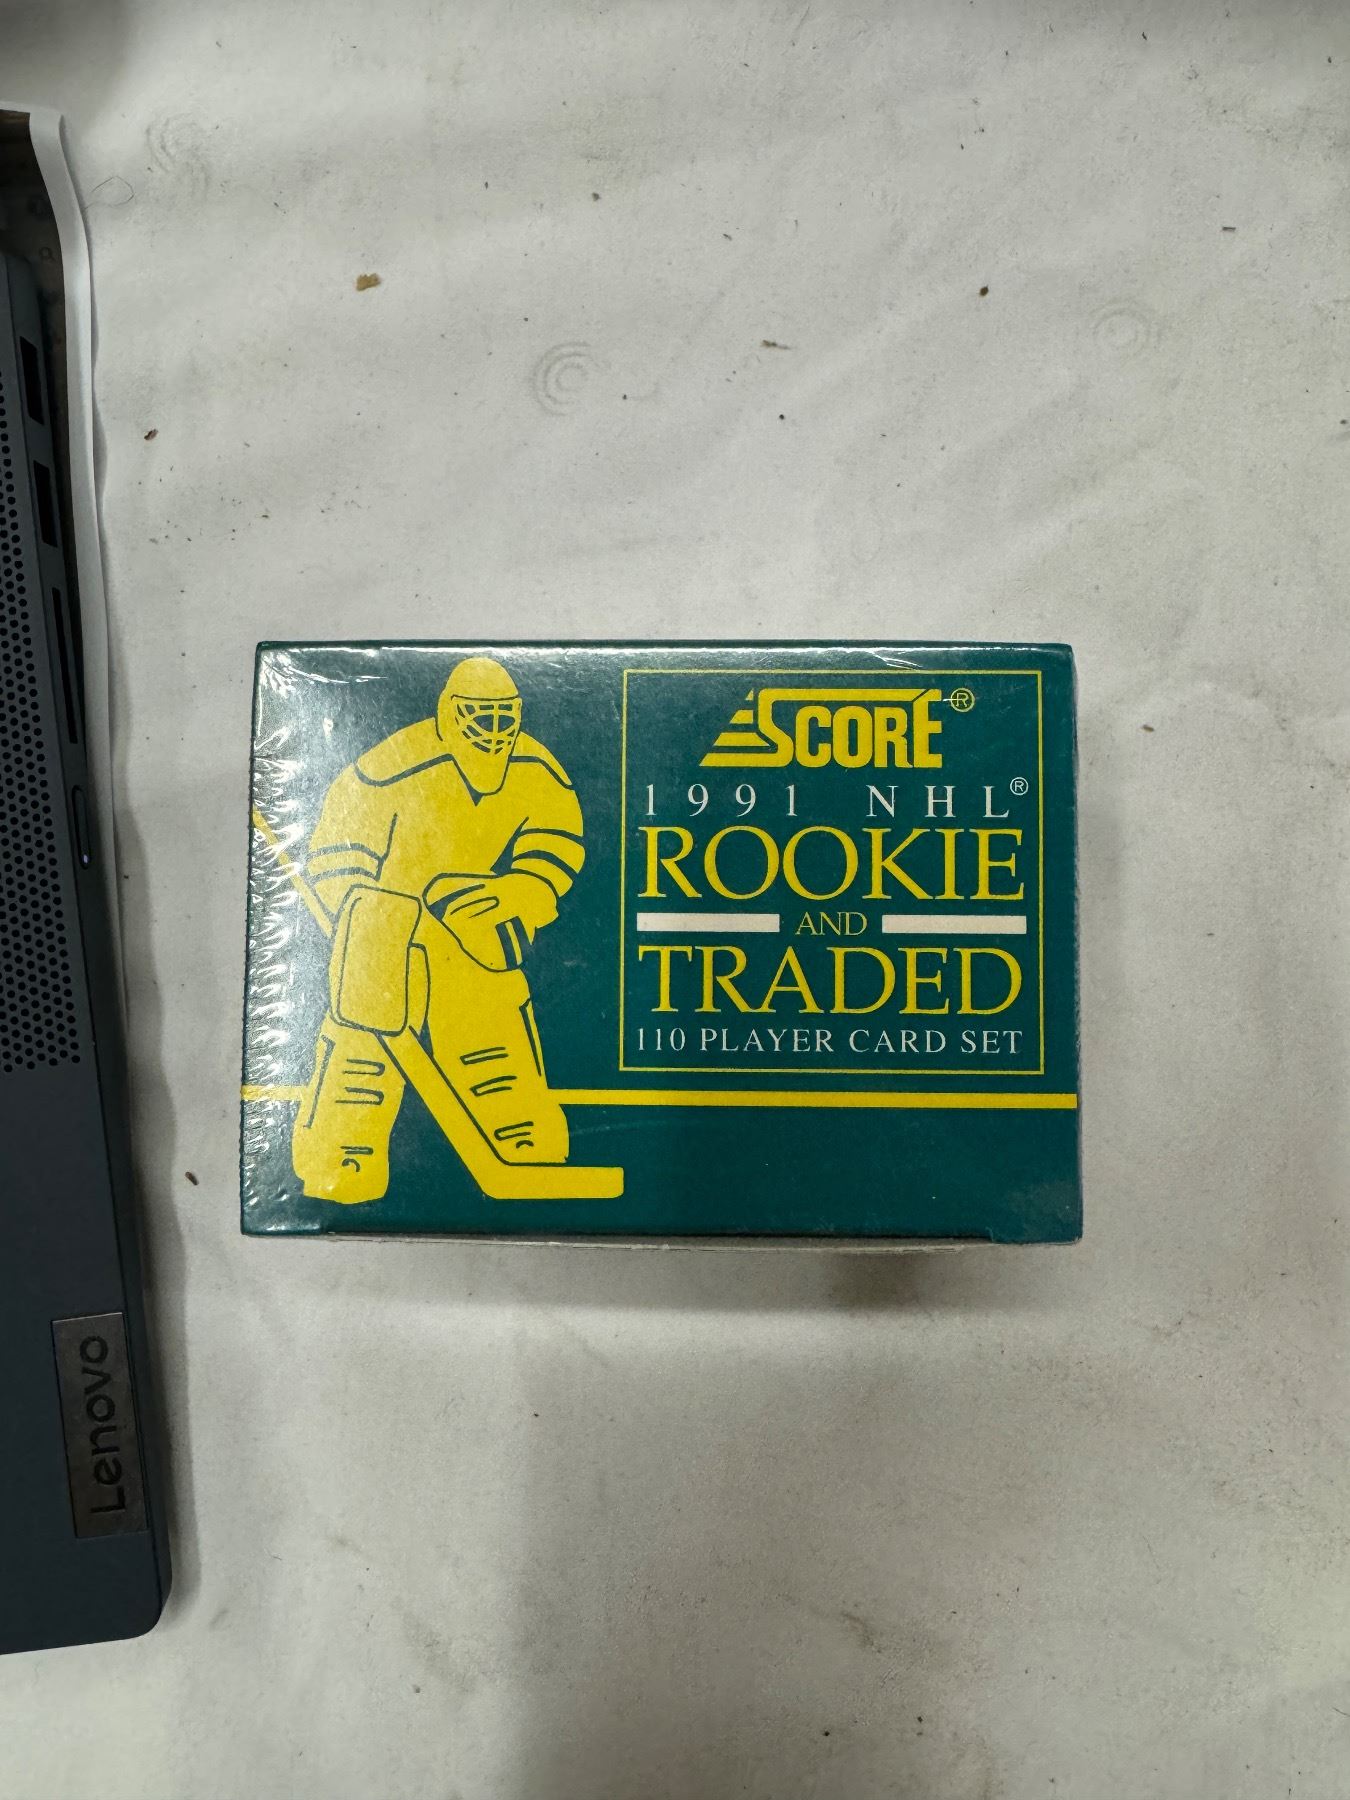 SCORE®
1991 NHL®
ROOKIE
AND
TRADED
110 PLAYER CARD SET
Lenovo